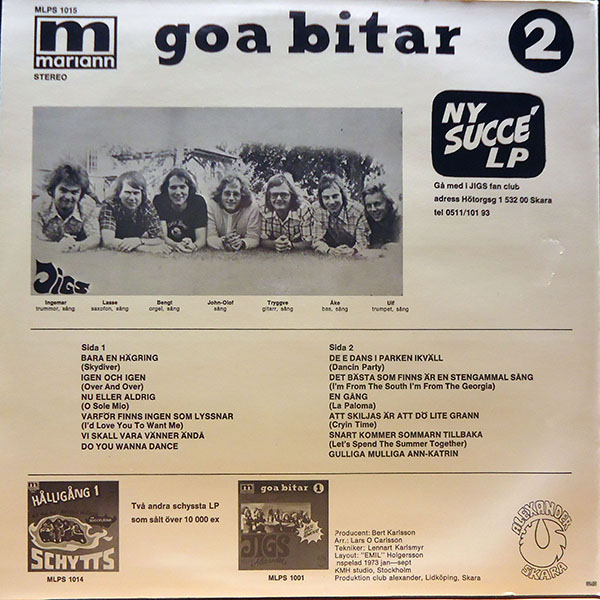 MLPS 1015
m
mariann
STEREO
goa bitar 2
NY
SUCCÉ
LP
Gå med I JIGS fan club
adress Hötorgsg 1 532 00 Skara
tel 0511/101 93
JIGS
Ingemar
trummor, sång
Lasse
saxofon, sång
Bengt
orgel, sång
John-Olof
sång
Tryggve
gitarr, sång
Åke
bas, sång
Ulf
trumpet, sång
Sida 1
BARA EN HÄGRING
(Skydiver)
IGEN OCH IGEN
(Over And Over)
NU ELLER ALDRIG
(O Sole Mio)
VARFÖR FINNS INGEN SOM LYSSNAR
(I'd Love You To Want Me)
VI SKALL VARA VÄNNER ÄNDÅ
DO YOU WANNA DANCE
Sida 2
DE E DANS I PARKEN IKVÄLL
(Dancin Party)
DET BÄSTA SOM FINNS ÄR EN STENGAMMAL SÅNG
(I'm From The South I'm From The Georgia)
EN GÅNG
(La Paloma)
ATT SKILJAS ÄR ATT DÖ LITE GRANN
(Cryin Time)
SNART KOMMER SOMMARN TILLBAKA
(Let's Spend The Summer Together)
GULLIGA MULLIGA ANN-KATRIN
m
HÅLLIGÅNG 1
SCHYTTS
MLPS 1014
Två andra schyssta LP
som sålt över 10 000 ex
goa bitar 1
JIGS
MLPS 1001
Producent: Bert Karlsson
Arr.: Lars O Carlsson
Tekniker: Lennart Karlsmyr
Layout: "EMIL" Holgersson
nspelad 1973 jan—sept
KMH studio, Stockholm
Production club alexander, Lidköping, Skara
ALEXANDER
SKARA